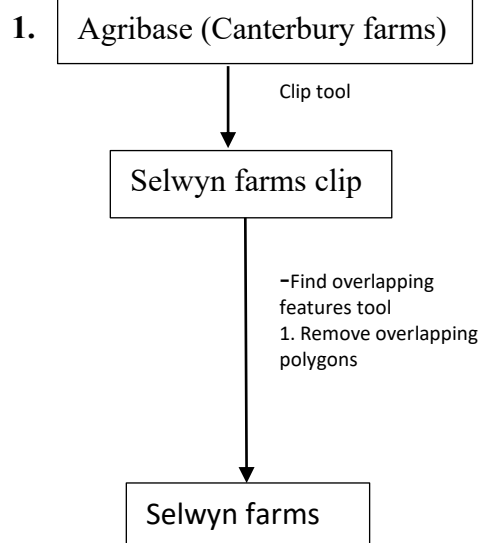 1. Agribase (Canterbury farms)
Clip tool
Selwyn farms clip
-Find overlapping
features tool
1. Remove overlapping
polygons
Selwyn farms